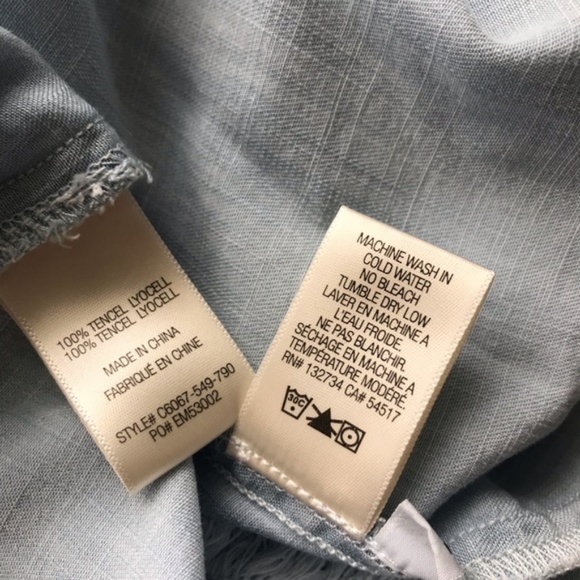 100% TENCEL LYOCELL
100% TENCEL LYOCELL
MADE IN CHINA
FABRIQUÉ EN CHINE
STYLE# C6067-549-790
PO# EM53002
MACHINE WASH IN
COLD WATER
NO BLEACH
TUMBLE DRY LOW
LAVER EN MACHINE A
L'EAU FROIDE.
NE PAS BLANCHIR.
SÉCHAGE EN MACHINE A
TEMPÉRATURE MODÉRÉ.
RN# 132734 CA# 54517
30C